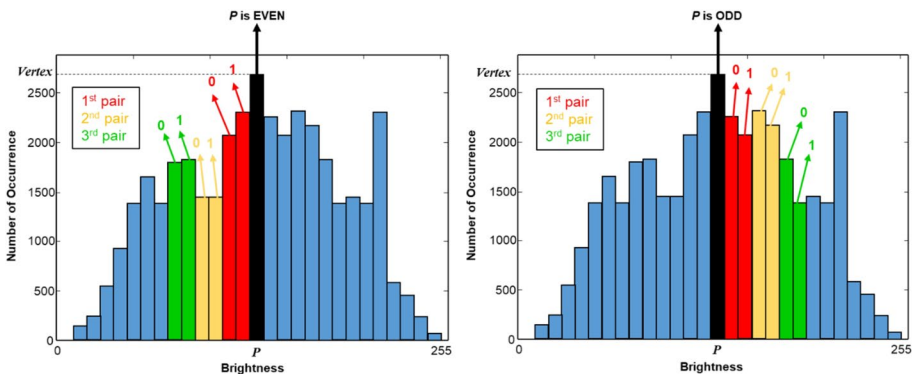 P is EVEN
Vertex
2500
2000
1500
1000
500
0
Number of Occurrence
1st pair
2nd pair
3rd pair
0
1
0
1
0
1
0
P
255
Brightness
P is ODD
Vertex
2500
2000
1500
1000
500
0
Number of Occurrence
1st pair
2nd pair
3rd pair
0
1
0
1
0
1
0
P
255
Brightness